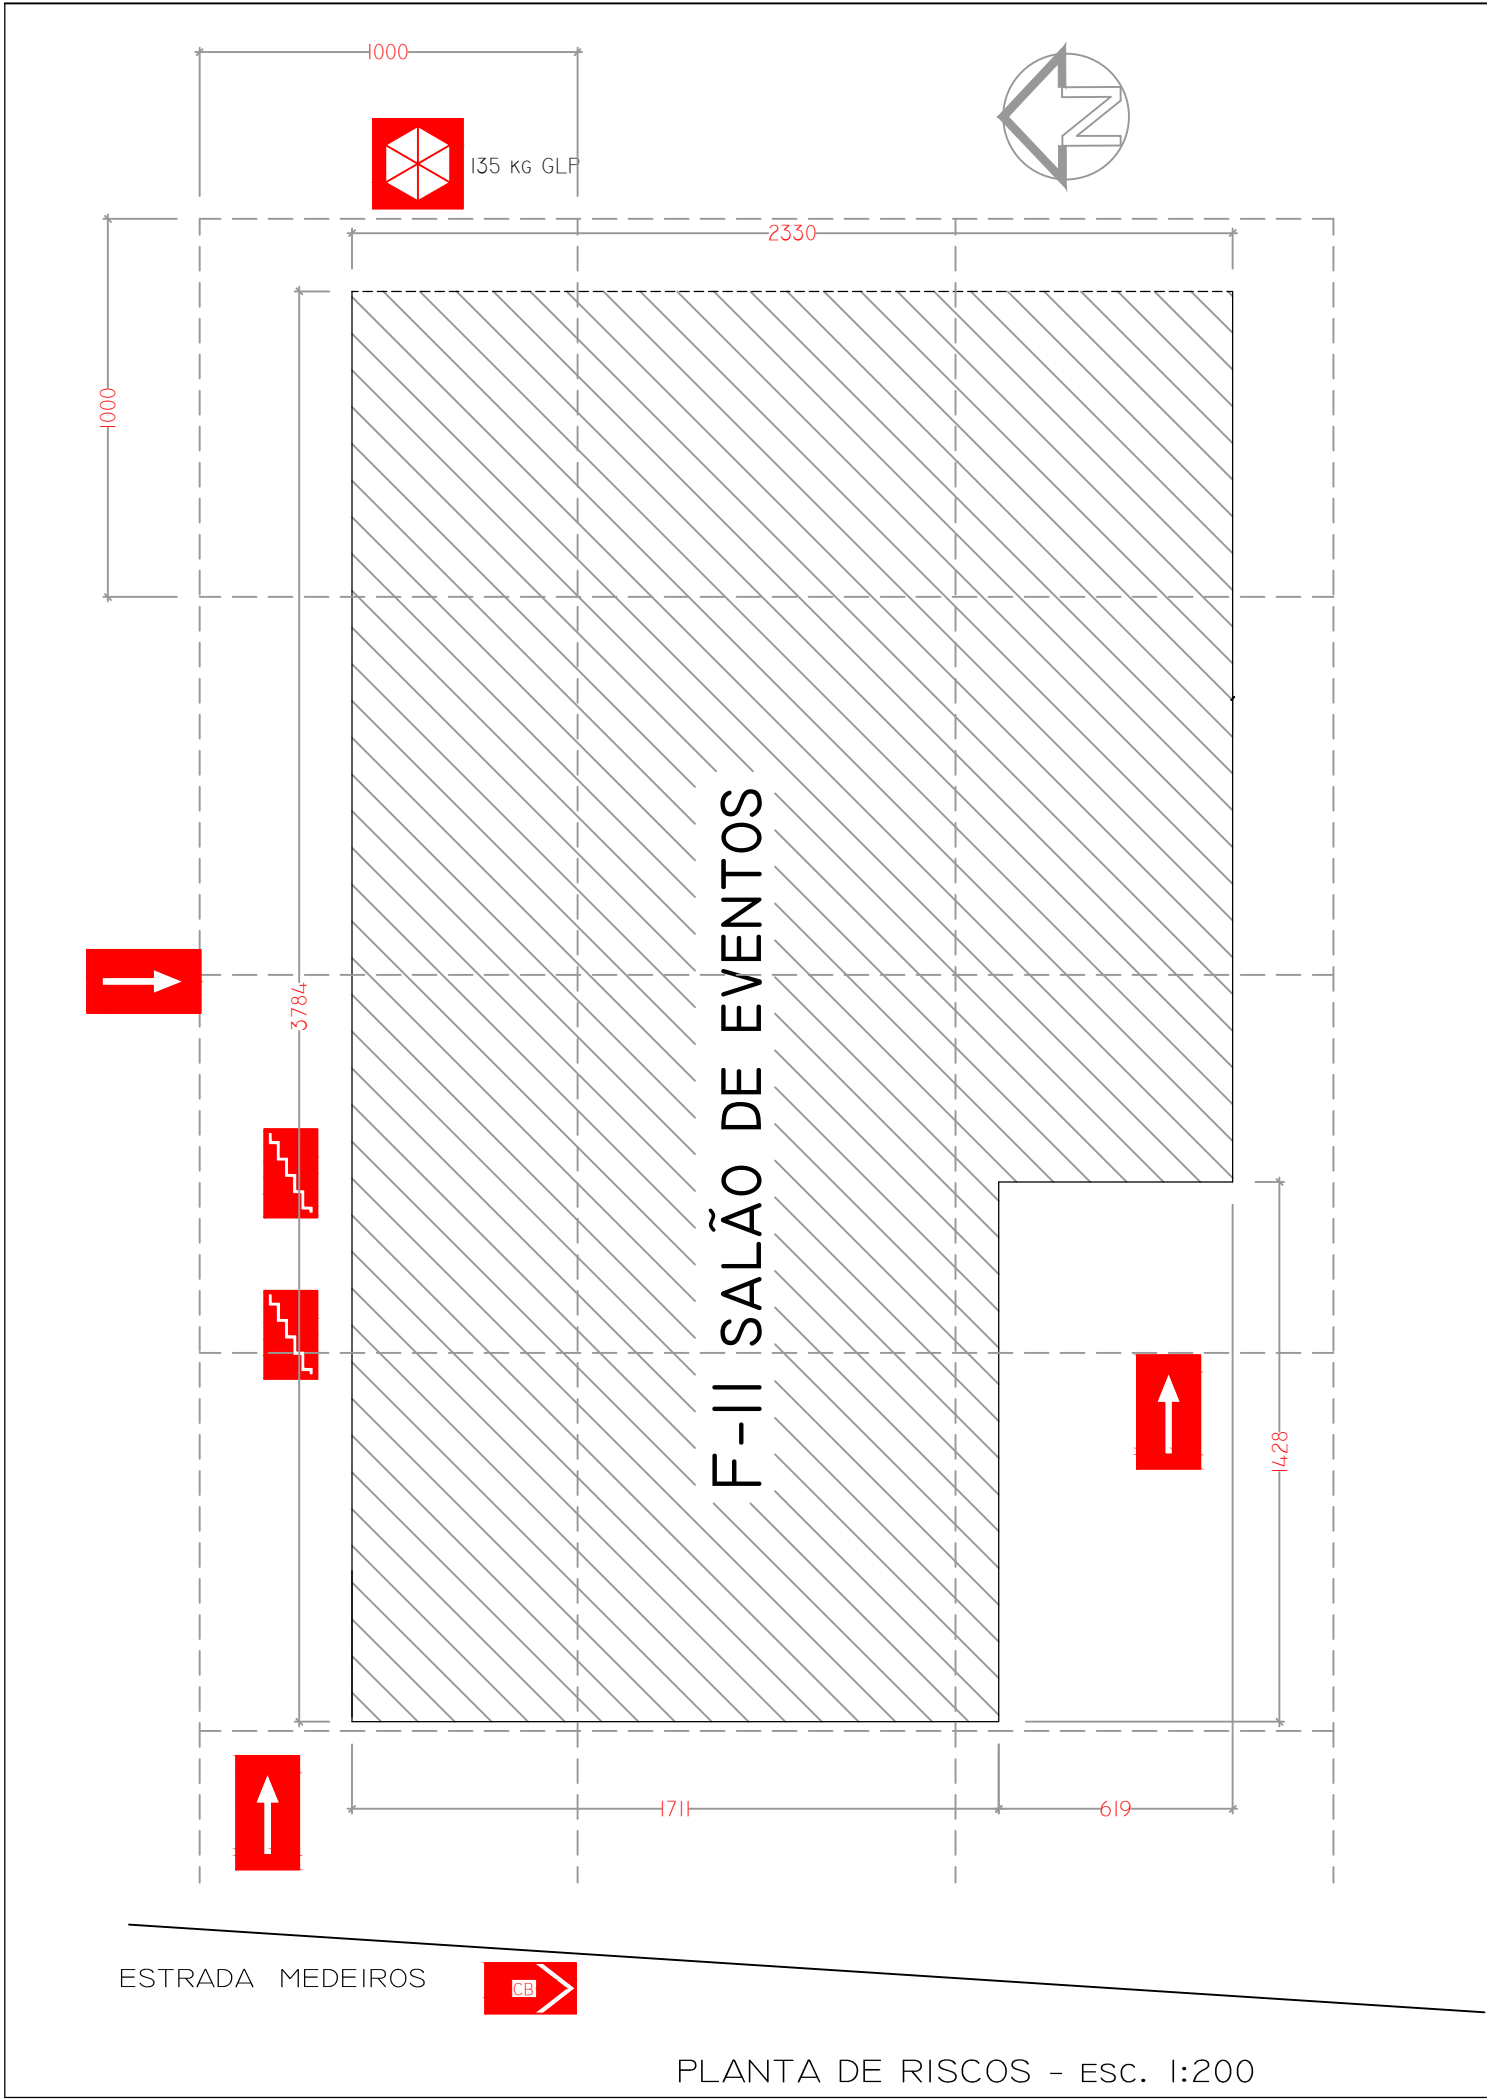 1000
N
135 KG GLP
2330
1000
3784
F-11 SALÃO DE EVENTOS
1428
1711
619
ESTRADA MEDEIROS
CB
PLANTA DE RISCOS - ESC. 1:200